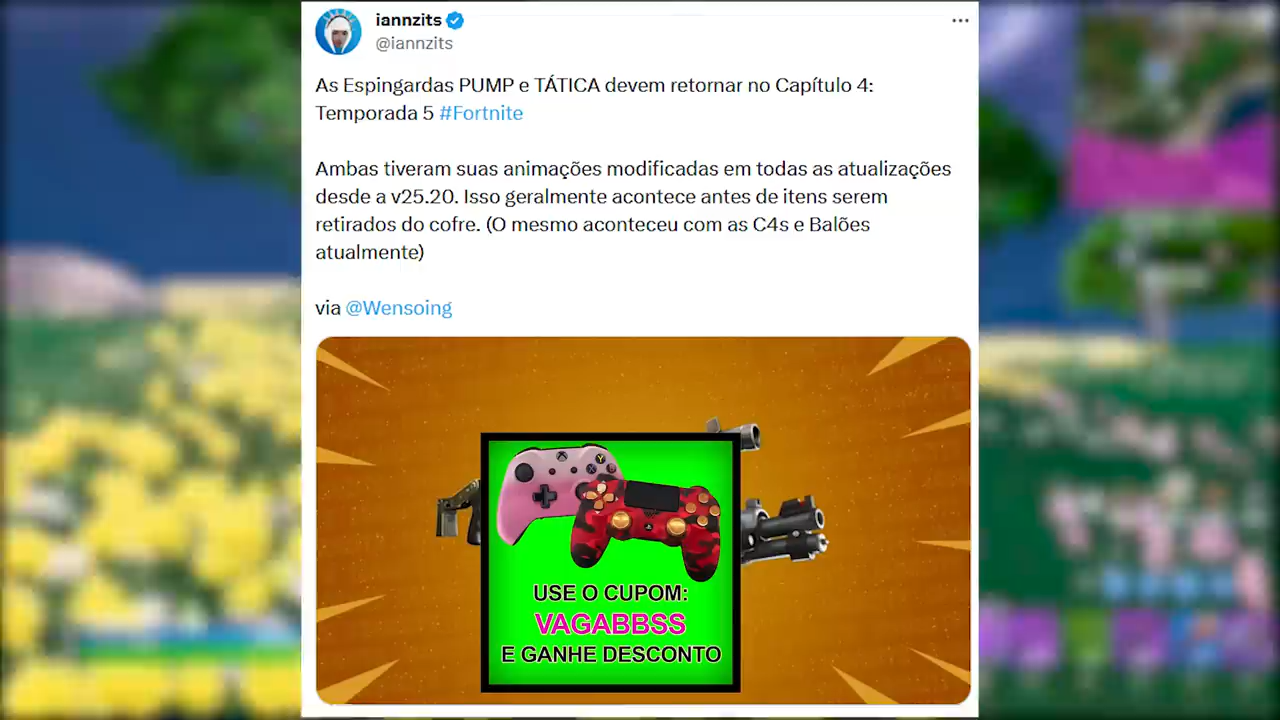 iannzits
@iannzits
As Espingardas PUMP e TÁTICA devem retornar no Capítulo 4:
Temporada 5 #Fortnite
Ambas tiveram suas animações modificadas em todas as atualizações
desde a v25.20. Isso geralmente acontece antes de itens serem
retirados do cofre. (O mesmo aconteceu com as C4s e Balões
atualmente)
via @Wensoing
USE O CUPOM:
VAGABBSS
E GANHE DESCONTO